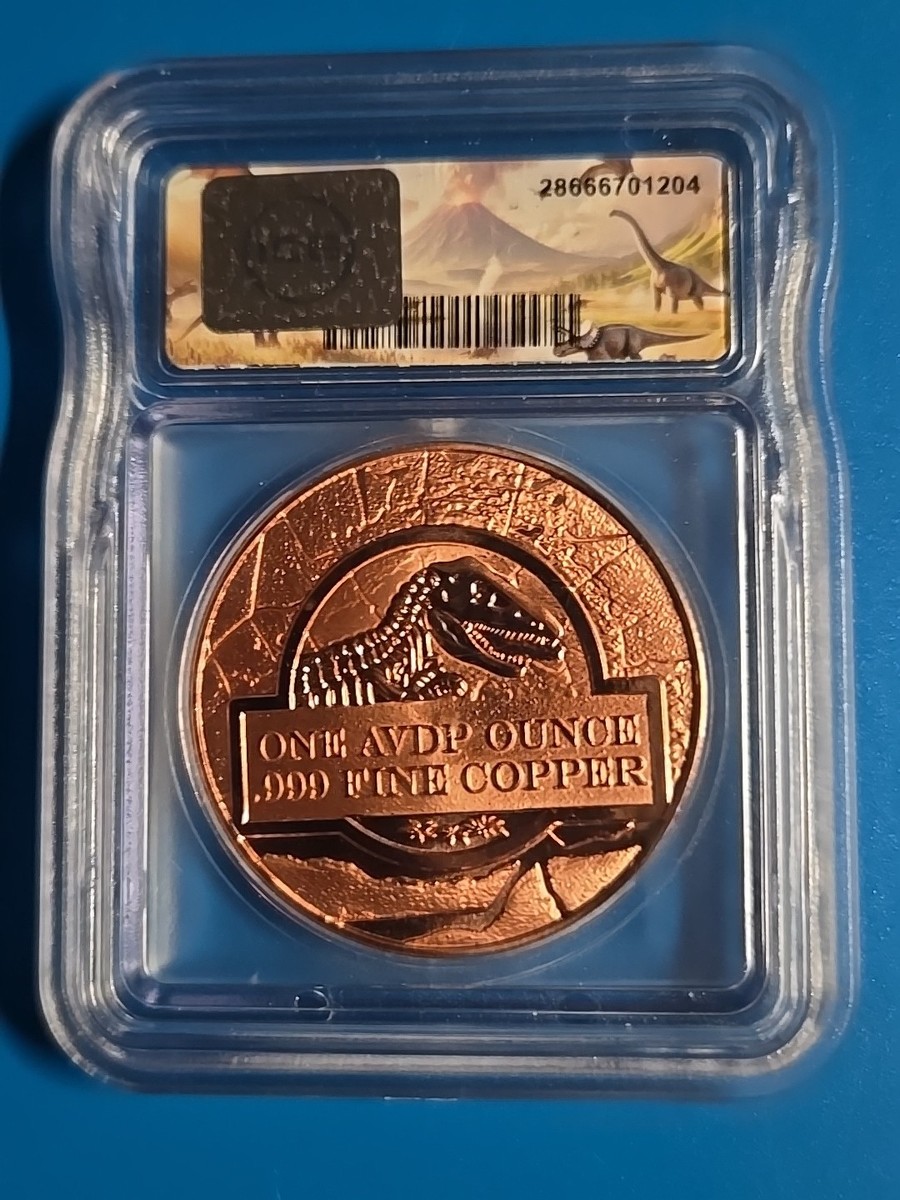 28666701204
ONE AVDP OUNCE
.999 FINE COPPER